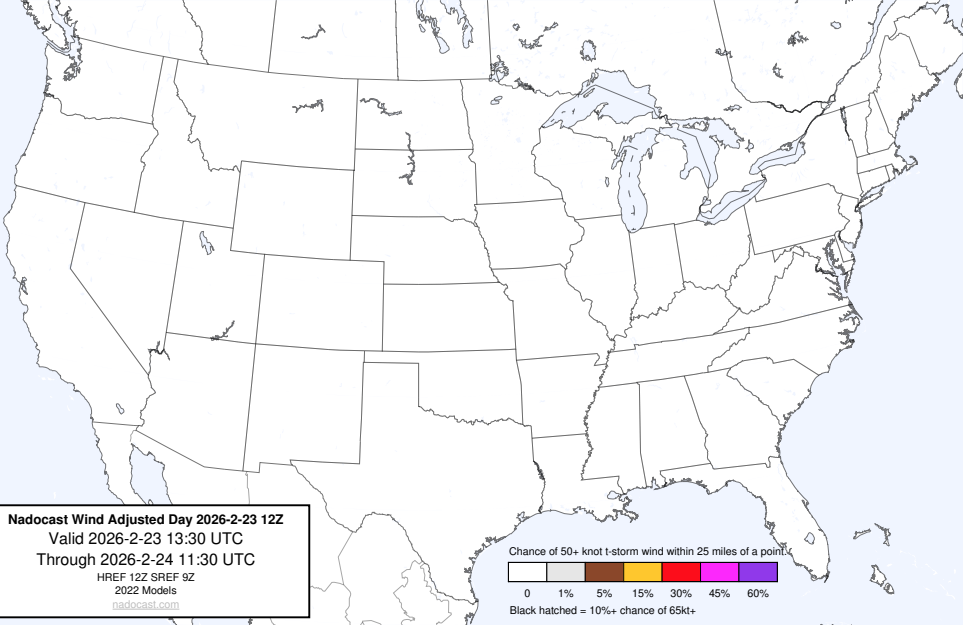 Nadocast Wind Adjusted Day 2026-2-23 12Z
Valid 2026-2-23 13:30 UTC
Through 2026-2-24 11:30 UTC
HREF 12Z SREF 9Z
2022 Models
nadocast.com
Chance of 50+ knot t-storm wind within 25 miles of a point.
0 1% 5% 15% 30% 45% 60%
Black hatched = 10%+ chance of 65kt+